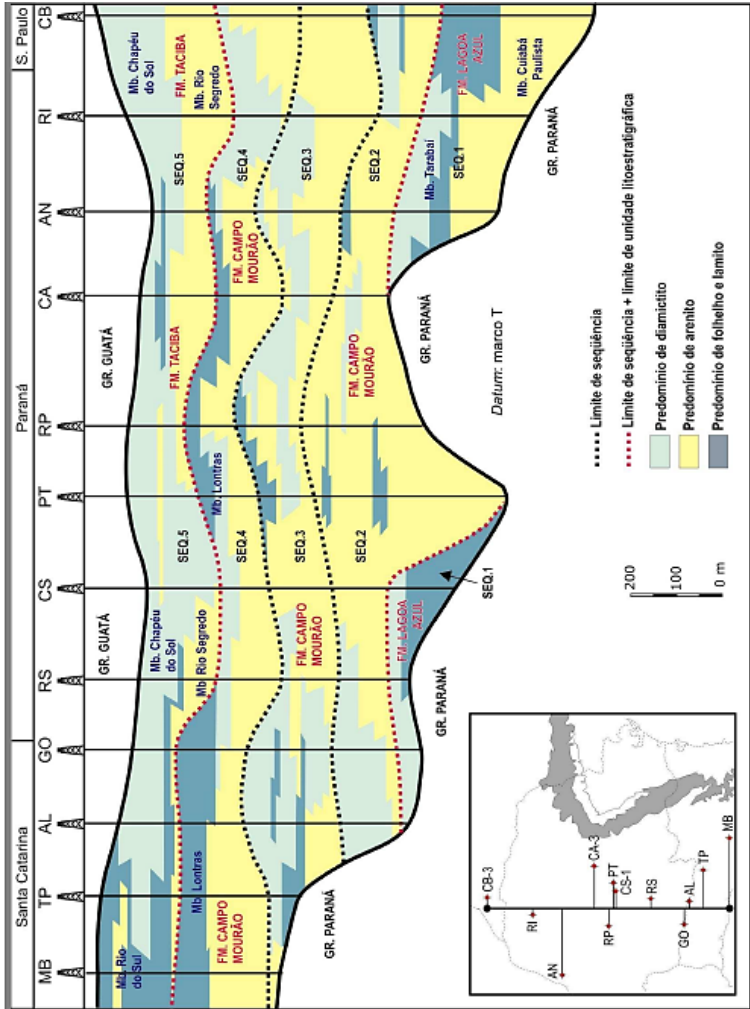 Santa Catarina
Paraná
S. Paulo
MB
TP
AL
GO
RS
CS
PT
RP
CA
AN
RI
CB
GR. GUATÁ
GR. GUATÁ
Mb. Rio
do Sul
Mb. Chapéu
do Sol
Mb. Rio Segredo
SEQ.5
FM. TACIBA
SEQ.5
Mb. Chapéu
do Sol
FM. TACIBA
Mb. Rio
Segredo
Mb. Lontras
Mb. Lontras
FM. CAMPO
MOURÃO
SEQ.4
FM. CAMPO
MOURÃO
SEQ.4
FM. CAMPO
MOURÃO
SEQ.3
SEQ.3
SEQ.2
FM. CAMPO
MOURÃO
SEQ.2
FM. LAGOA
AZUL
SEQ.1
Mb. Tarabaí
SEQ.1
FM. LAGOA
AZUL
Mb. Cuiabá
Paulista
GR. PARANÁ
GR. PARANÁ
GR. PARANÁ
GR. PARANÁ
Datum: marco T
200
100
0 m
Limite de seqüência
Limite de seqüência + limite de unidade litoestratigráfica
Predomínio de diamictito
Predomínio de arenito
Predomínio de folhelho e lamito
CB-3
RI
AN
CA-3
RP
PT
CS-1
RS
GO
AL
TP
MB